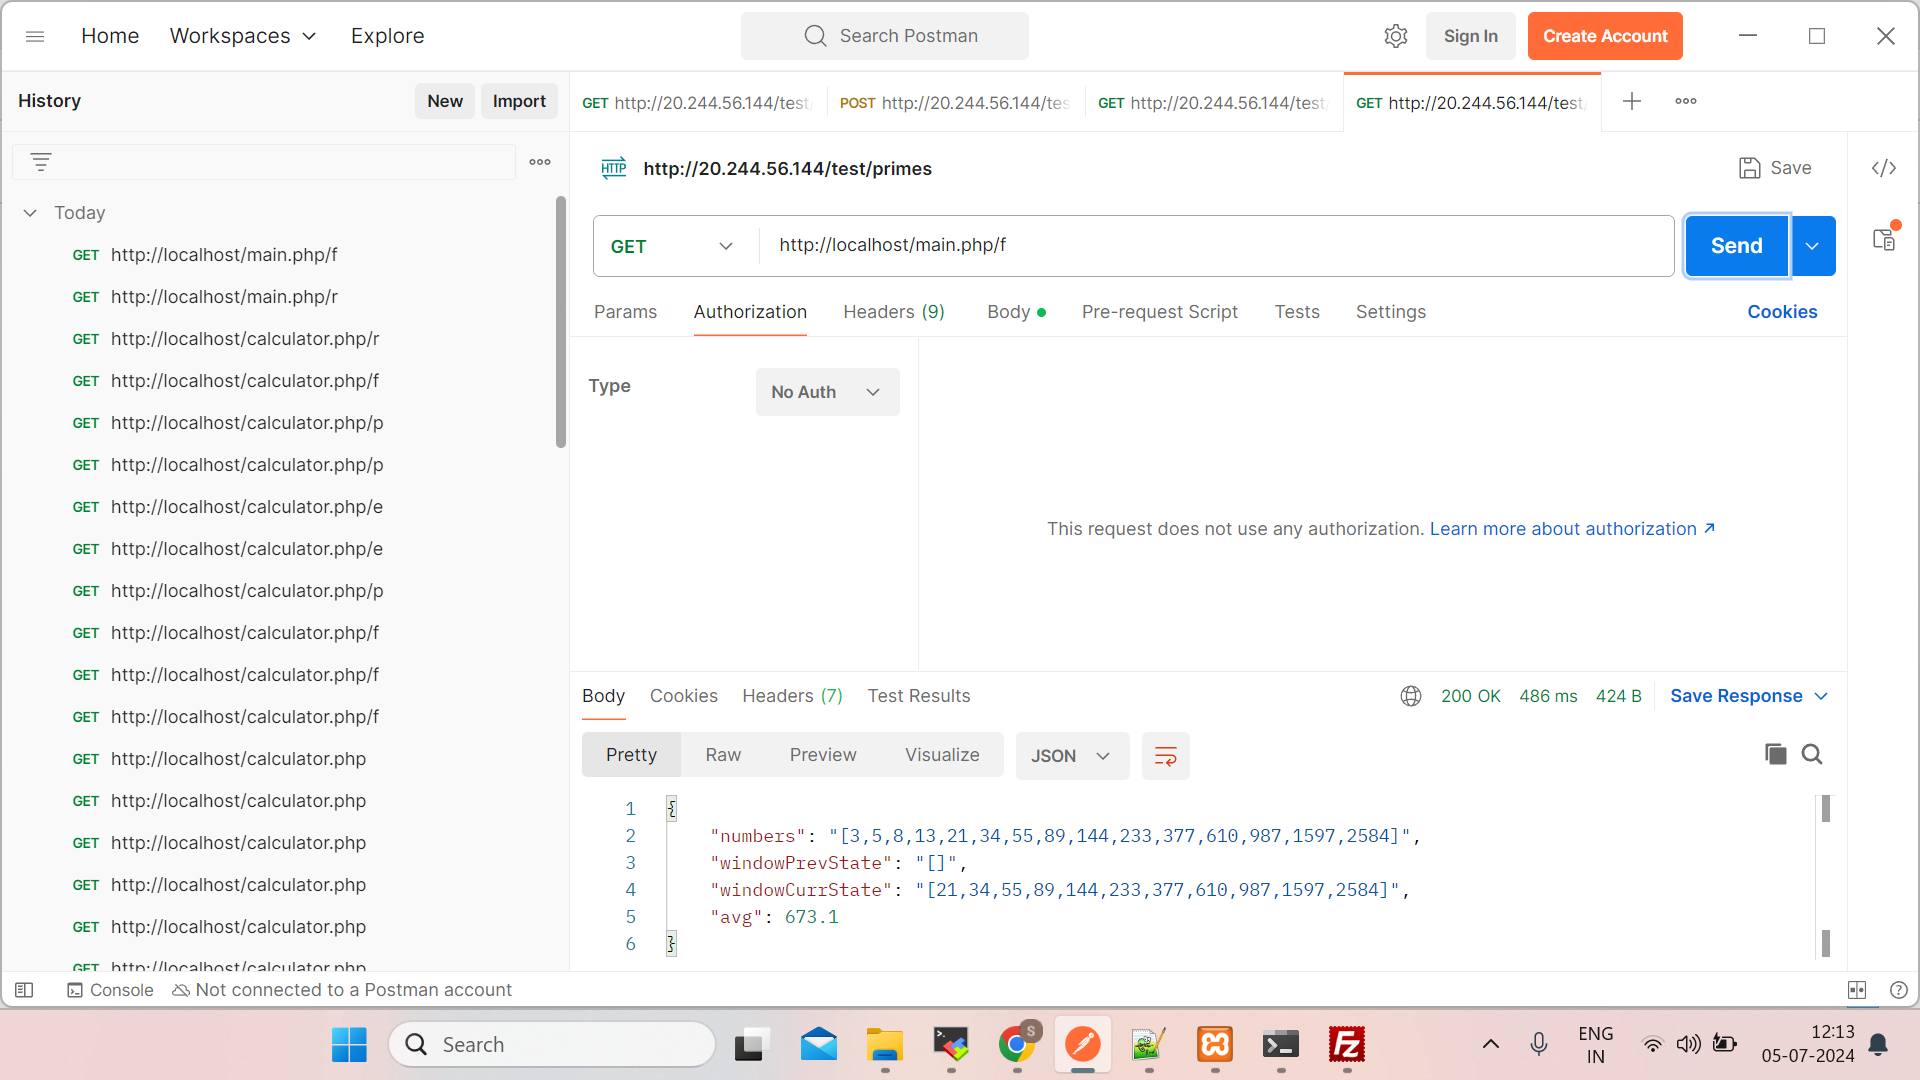 Home Workspaces Explore
Search Postman
Sign In
Create Account
History
New
Import
GET http://20.244.56.144/test
POST http://20.244.56.144/tes
GET http://20.244.56.144/test
GET http://20.244.56.144/test
Today
GET http://localhost/main.php/f
GET http://localhost/main.php/r
GET http://localhost/calculator.php/r
GET http://localhost/calculator.php/f
GET http://localhost/calculator.php/p
GET http://localhost/calculator.php/p
GET http://localhost/calculator.php/e
GET http://localhost/calculator.php/e
GET http://localhost/calculator.php/p
GET http://localhost/calculator.php/f
GET http://localhost/calculator.php/f
GET http://localhost/calculator.php/f
GET http://localhost/calculator.php
GET http://localhost/calculator.php
GET http://localhost/calculator.php
GET http://localhost/calculator.php
GET http://localhost/calculator.php
GET http://localhost/calculator.php
HTTP http://20.244.56.144/test/primes
Save
GET http://localhost/main.php/f
Send
Params Authorization Headers (9) Body Pre-request Script Tests Settings Cookies
Type
No Auth
This request does not use any authorization. Learn more about authorization
Body Cookies Headers (7) Test Results
200 OK 486 ms 424 B Save Response
Pretty Raw Preview Visualize JSON
1 {
2 "numbers": "[3,5,8,13,21,34,55,89,144,233,377,610,987,1597,2584]",
3 "windowPrevState": "[]",
4 "windowCurrState": "[21,34,55,89,144,233,377,610,987,1597,2584]",
5 "avg": 673.1
6 }
Console Not connected to a Postman account
Search
S
Fz
ENG
IN
12:13
05-07-2024